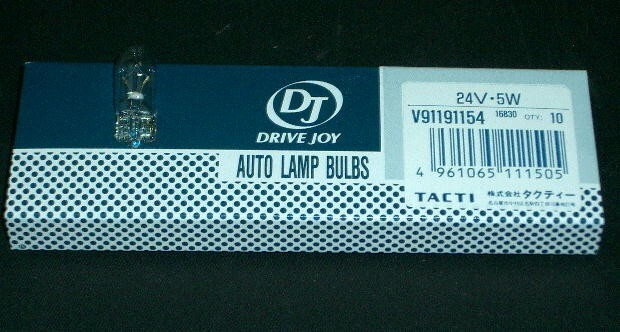 DJ
DRIVE JOY
AUTO LAMP BULBS
24V・5W
V91191154 16830 QTY: 10
4 961065 111505
TACTI 株式会社タクティー